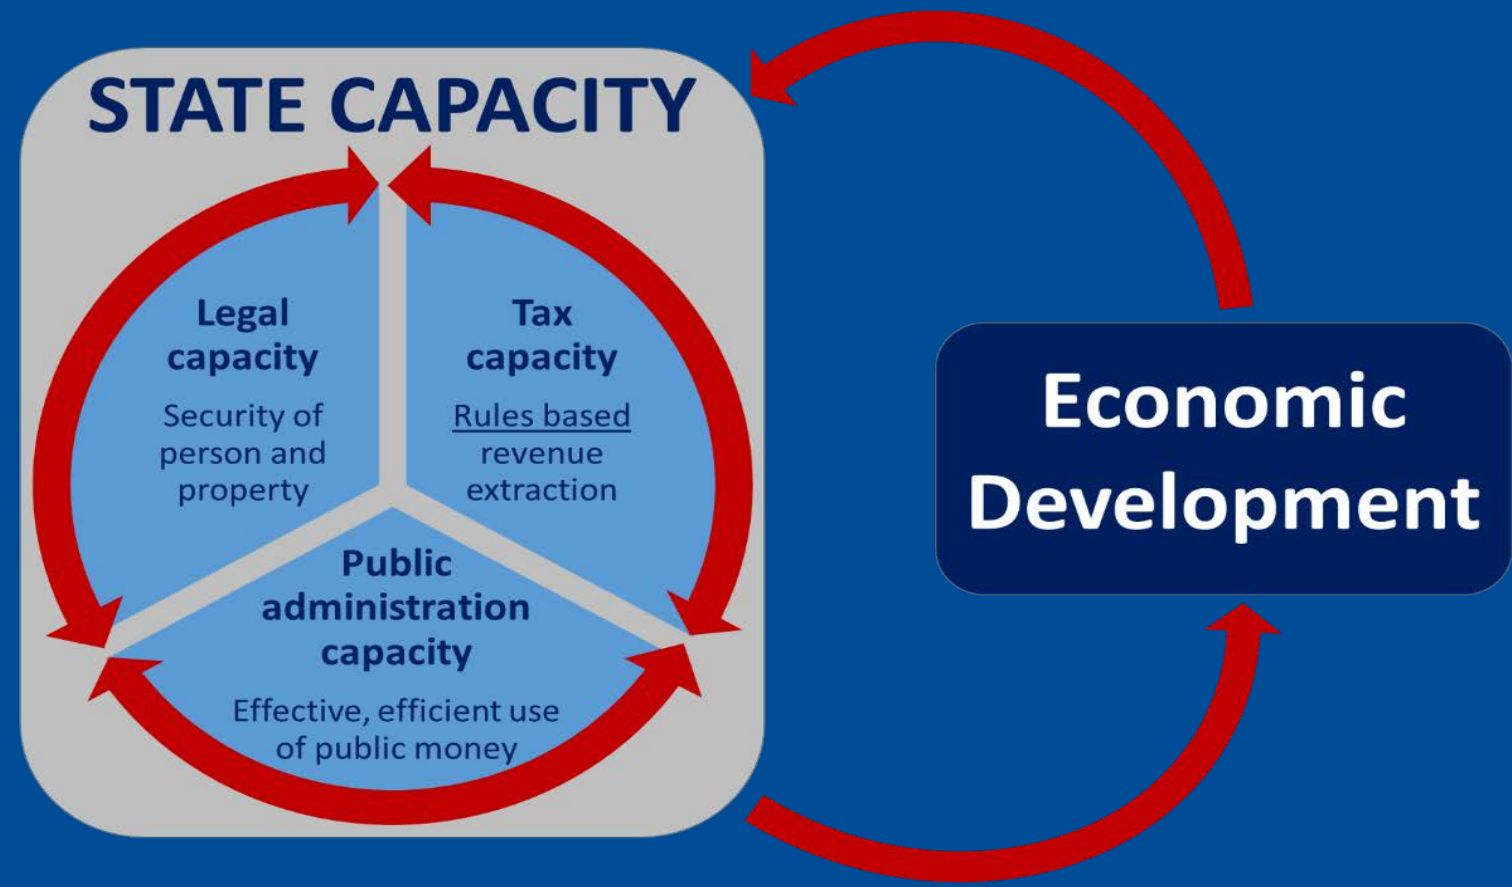 STATE CAPACITY
Legal
capacity
Security of
person and
property
Tax
capacity
Rules based
revenue
extraction
Public
administration
capacity
Effective, efficient use
of public money
Economic
Development